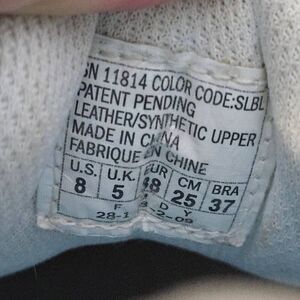 SN 11814 COLOR CODE:SLBL
PATENT PENDING
LEATHER/SYNTHETIC UPPER
MADE IN CHINA
FABRIQUE EN CHINE
U.S. U.K. EUR CM BRA
8 5 38 25 37
F D Y